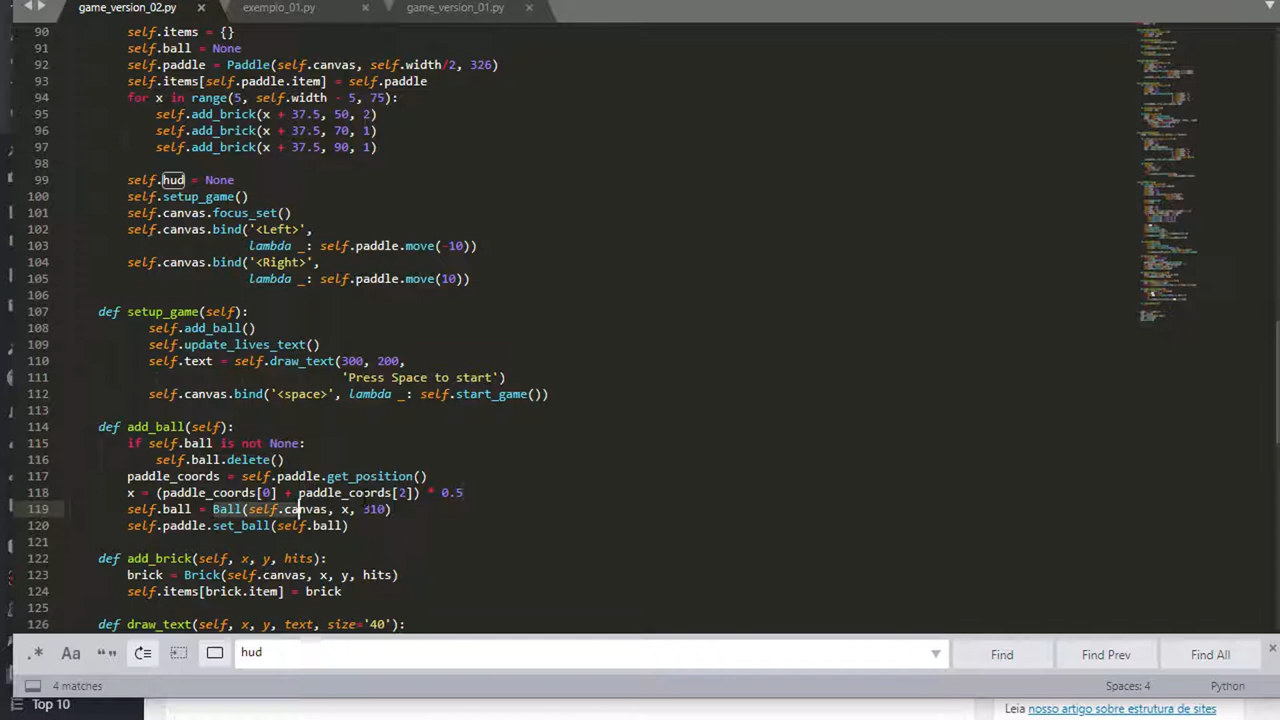 game_version_02.py × exemplo_01.py × game_version_01.py ×
90 self.items = {}
91 self.ball = None
92 self.paddle = Paddle(self.canvas, self.width/2, 326)
93 self.items[self.paddle.item] = self.paddle
94 for x in range(5, self.width - 5, 75):
95 self.add_brick(x + 37.5, 50, 2)
96 self.add_brick(x + 37.5, 70, 1)
97 self.add_brick(x + 37.5, 90, 1)
98
99 self.hud = None
100 self.setup_game()
101 self.canvas.focus_set()
102 self.canvas.bind('<Left>',
103 lambda _: self.paddle.move(-10))
104 self.canvas.bind('<Right>',
105 lambda _: self.paddle.move(10))
106
107 def setup_game(self):
108 self.add_ball()
109 self.update_lives_text()
110 self.text = self.draw_text(300, 200,
111 'Press Space to start')
112 self.canvas.bind('<space>', lambda _: self.start_game())
113
114 def add_ball(self):
115 if self.ball is not None:
116 self.ball.delete()
117 paddle_coords = self.paddle.get_position()
118 x = (paddle_coords[0] + paddle_coords[2]) * 0.5
119 self.ball = Ball(self.canvas, x, 310)
120 self.paddle.set_ball(self.ball)
121
122 def add_brick(self, x, y, hits):
123 brick = Brick(self.canvas, x, y, hits)
124 self.items[brick.item] = brick
125
126 def draw_text(self, x, y, text, size='40'):
.* Aa “” hud Find Find Prev Find All ×
4 matches Spaces: 4 Python
Top 10 Leia nosso artigo sobre estrutura de sites